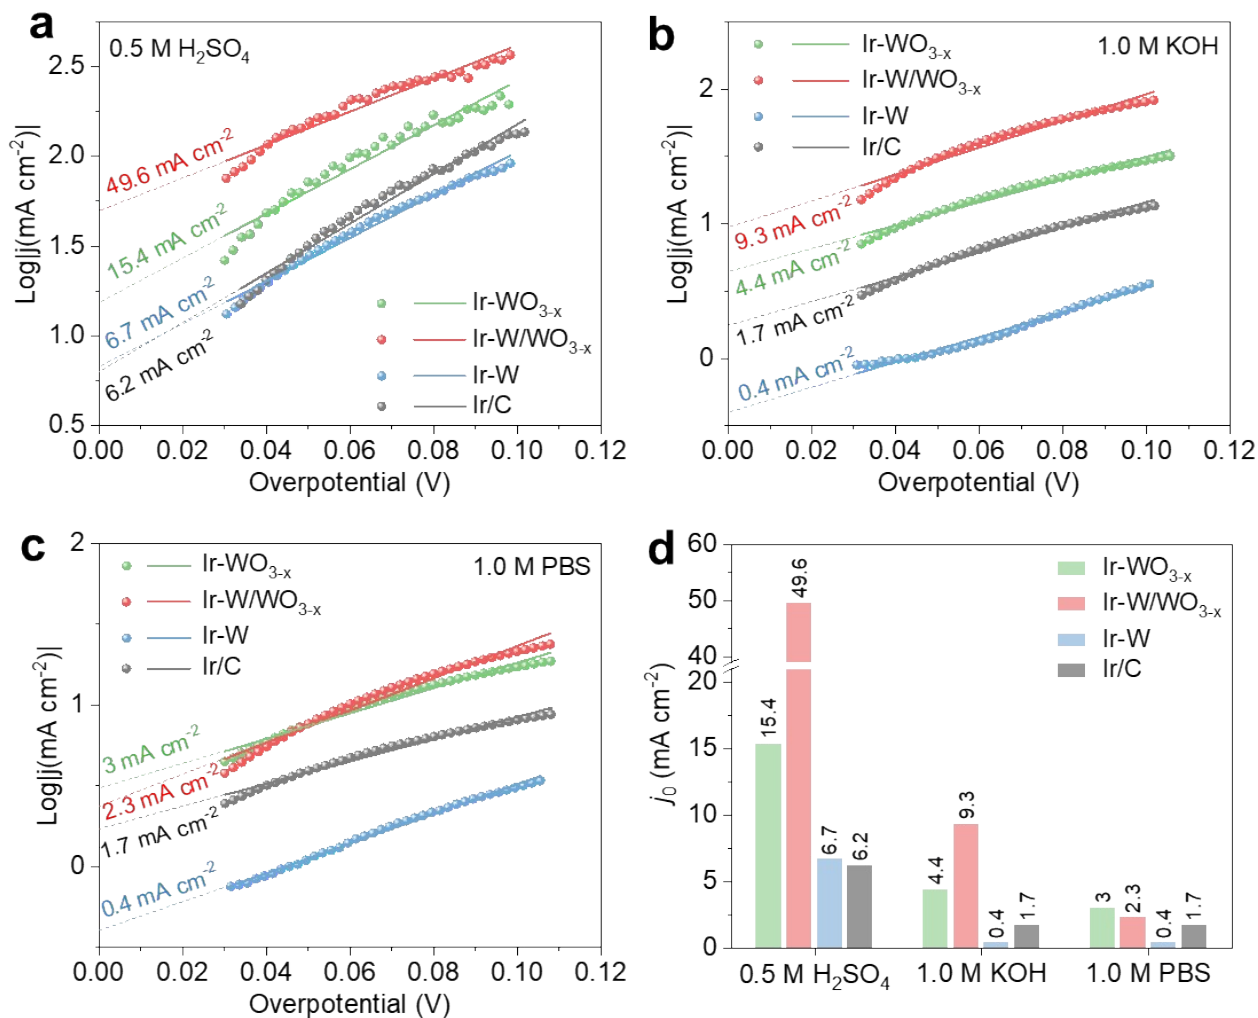 a
0.5 M H₂SO₄
Log|j(mA cm⁻²)|
2.5
2.0
1.5
1.0
0.5
49.6 mA cm⁻²
15.4 mA cm⁻²
6.7 mA cm⁻²
6.2 mA cm⁻²
Ir-WO₃₋ₓ
Ir-W/WO₃₋ₓ
Ir-W
Ir/C
0.00 0.02 0.04 0.06 0.08 0.10 0.12
Overpotential (V)
b
1.0 M KOH
Ir-WO₃₋ₓ
Ir-W/WO₃₋ₓ
Ir-W
Ir/C
Log|j(mA cm⁻²)|
2
1
0
9.3 mA cm⁻²
4.4 mA cm⁻²
1.7 mA cm⁻²
0.4 mA cm⁻²
0.00 0.02 0.04 0.06 0.08 0.10 0.12
Overpotential (V)
c
1.0 M PBS
Ir-WO₃₋ₓ
Ir-W/WO₃₋ₓ
Ir-W
Ir/C
Log|j(mA cm⁻²)|
2
1
0
3 mA cm⁻²
2.3 mA cm⁻²
1.7 mA cm⁻²
0.4 mA cm⁻²
0.00 0.02 0.04 0.06 0.08 0.10 0.12
Overpotential (V)
d
j₀ (mA cm⁻²)
60
50
40
20
15
10
5
0
Ir-WO₃₋ₓ
Ir-W/WO₃₋ₓ
Ir-W
Ir/C
15.4 49.6 6.7 6.2
4.4 9.3 0.4 1.7
3 2.3 0.4 1.7
0.5 M H₂SO₄ 1.0 M KOH 1.0 M PBS